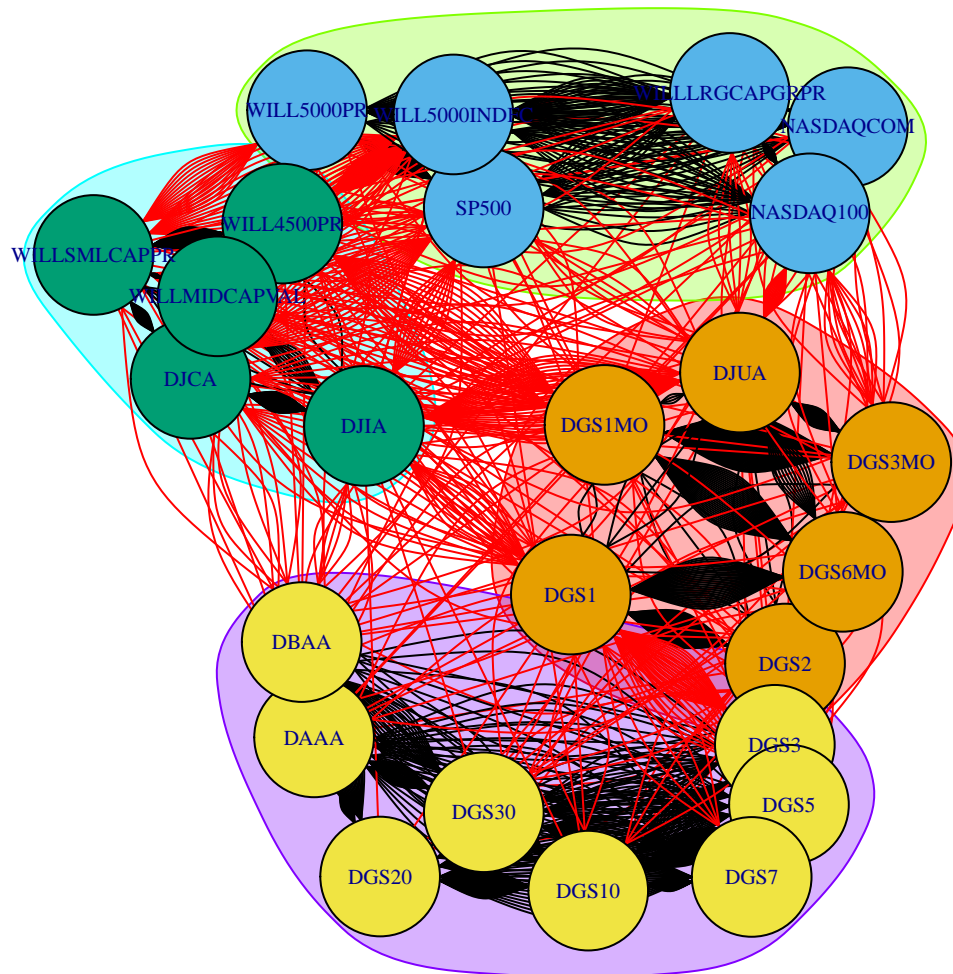 WILLLRGCAPGRPR
WILL5000PR
WILL5000INDFC
NASDAQCOM
SP500
NASDAQ100
WILL4500PR
WILLSMLCAPPR
WILLMIDCAPVAL
DJCA
DJIA
DJUA
DGS1MO
DGS3MO
DGS6MO
DGS1
DGS2
DBAA
DAAA
DGS3
DGS5
DGS30
DGS20
DGS10
DGS7